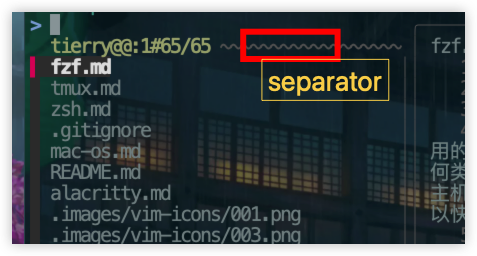 >
tierry@@:1#65/65 fzf.
separator
fzf.md
tmux.md
zsh.md
.gitignore
mac-os.md
README.md
alacritty.md
.images/vim-icons/001.png
.images/vim-icons/003.png
用的
何类
主机
以快